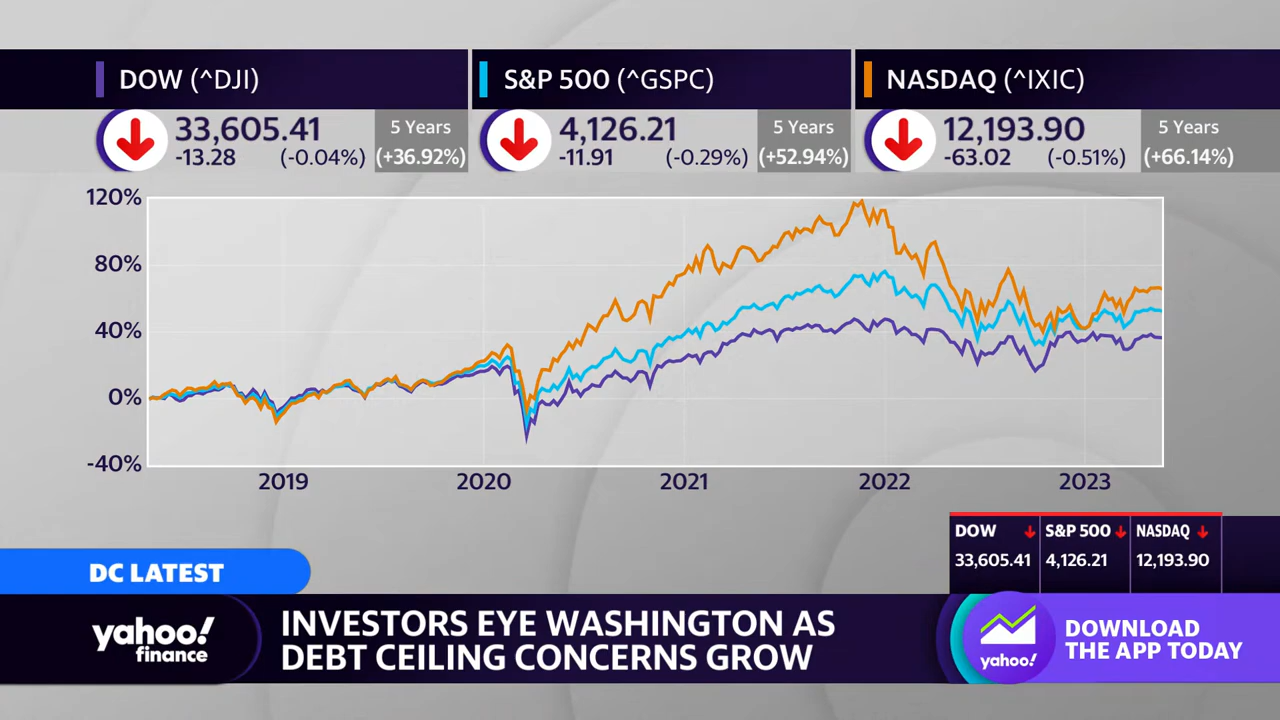 DOW (^DJI)
33,605.41
-13.28 (-0.04%)
5 Years
(+36.92%)
S&P 500 (^GSPC)
4,126.21
-11.91 (-0.29%)
5 Years
(+52.94%)
NASDAQ (^IXIC)
12,193.90
-63.02 (-0.51%)
5 Years
(+66.14%)
120%
80%
40%
0%
-40%
2019 2020 2021 2022 2023
DOW S&P 500 NASDAQ
33,605.41 4,126.21 12,193.90
DC LATEST
yahoo!
finance
INVESTORS EYE WASHINGTON AS
DEBT CEILING CONCERNS GROW
yahoo!
DOWNLOAD
THE APP TODAY